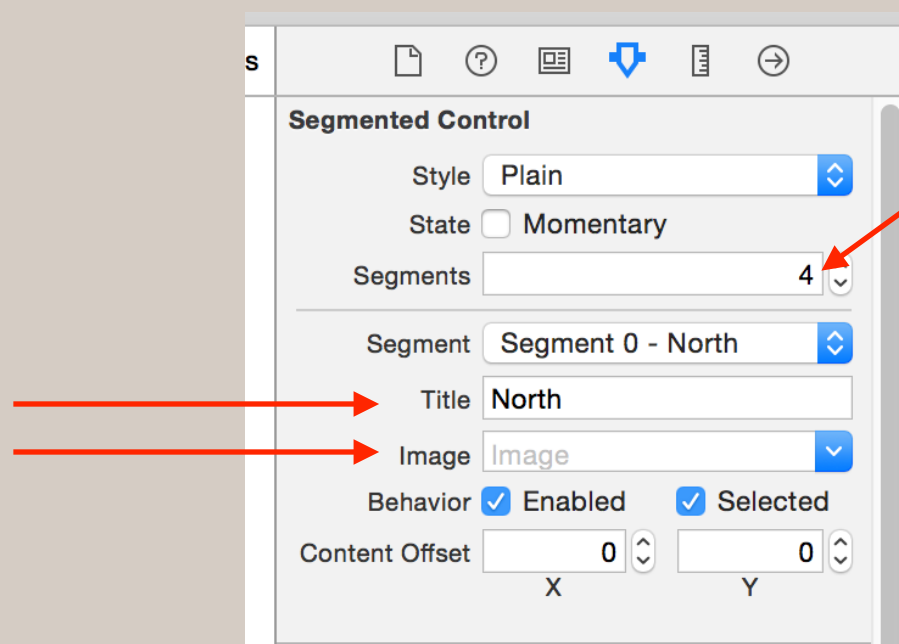 s
?
Segmented Control
Style Plain
State Momentary
Segments 4
Segment Segment 0 - North
Title North
Image Image
Behavior Enabled Selected
Content Offset 0 0
X Y